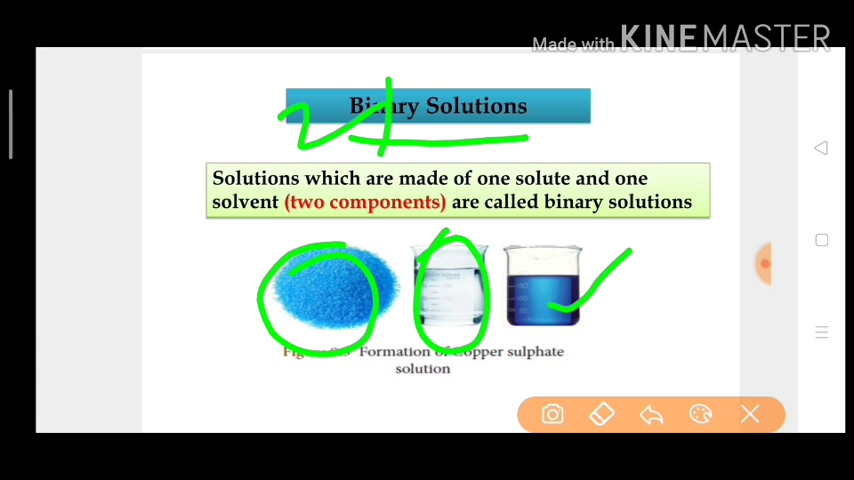 Made with KINEMASTER
Binary Solutions
Solutions which are made of one solute and one
solvent (two components) are called binary solutions
Formation of Copper sulphate
solution